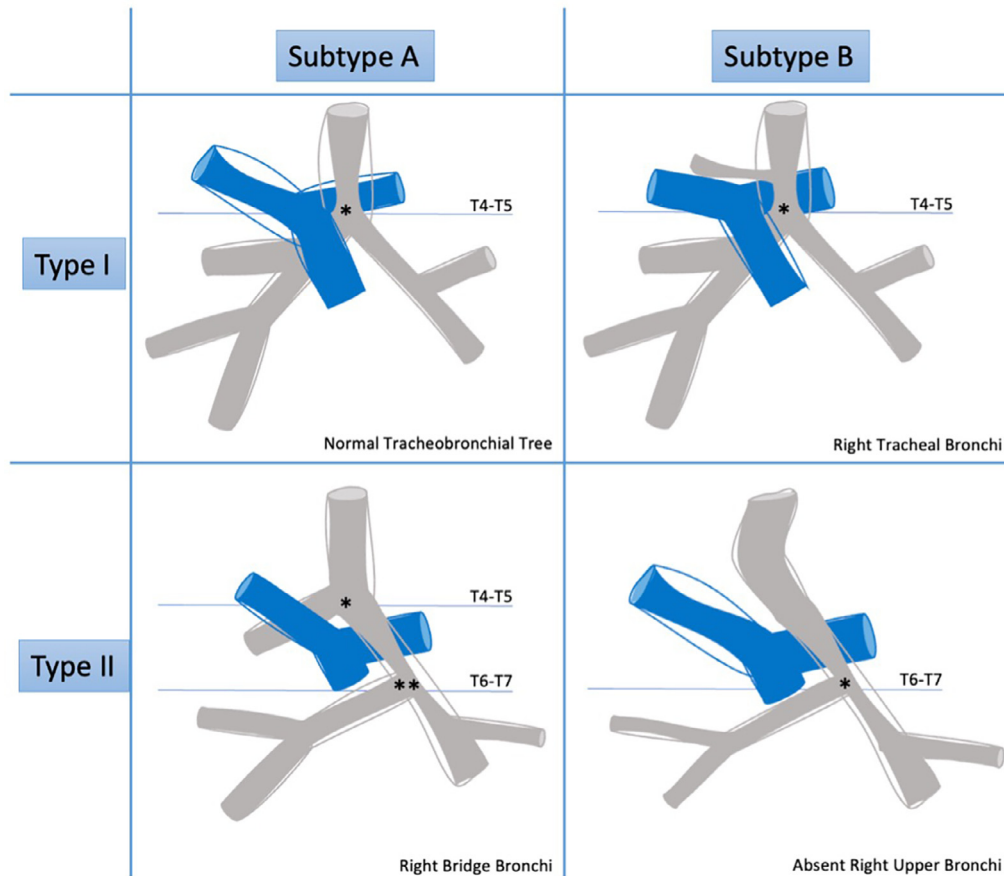 Subtype A
Subtype B
Type I
*
T4-T5
Normal Tracheobronchial Tree
*
T4-T5
Right Tracheal Bronchi
Type II
*
T4-T5
**
T6-T7
Right Bridge Bronchi
*
T6-T7
Absent Right Upper Bronchi